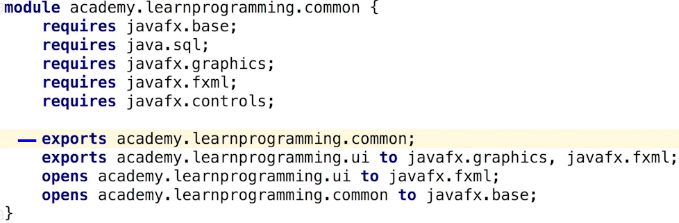 module academy.learnprogramming.common {
requires javafx.base;
requires java.sql;
requires javafx.graphics;
requires javafx.fxml;
requires javafx.controls;
exports academy.learnprogramming.common;
exports academy.learnprogramming.ui to javafx.graphics, javafx.fxml;
opens academy.learnprogramming.ui to javafx.fxml;
opens academy.learnprogramming.common to javafx.base;
}